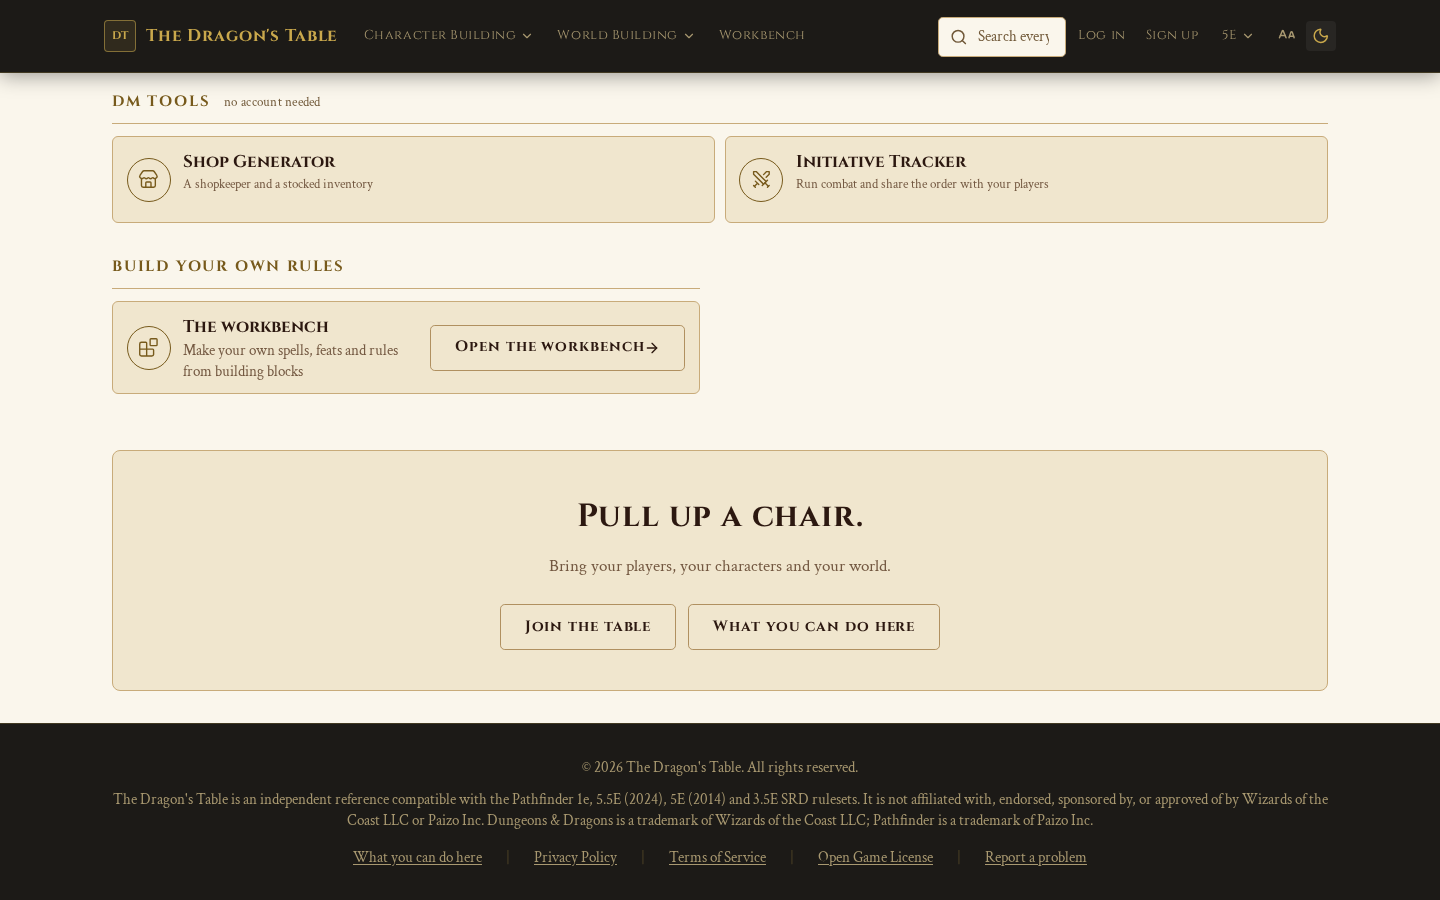 DT The Dragon's Table Character Building World Building Workbench Search every Log in Sign up 5E Aa
DM TOOLS no account needed
Shop Generator
A shopkeeper and a stocked inventory
Initiative Tracker
Run combat and share the order with your players
BUILD YOUR OWN RULES
The workbench
Make your own spells, feats and rules
from building blocks
Open the workbench→
Pull up a chair.
Bring your players, your characters and your world.
Join the table
What you can do here
© 2026 The Dragon's Table. All rights reserved.
The Dragon's Table is an independent reference compatible with the Pathfinder 1e, 5.5E (2024), 5E (2014) and 3.5E SRD rulesets. It is not affiliated with, endorsed, sponsored by, or approved of by Wizards of the
Coast LLC or Paizo Inc. Dungeons & Dragons is a trademark of Wizards of the Coast LLC; Pathfinder is a trademark of Paizo Inc.
What you can do here | Privacy Policy | Terms of Service | Open Game License | Report a problem